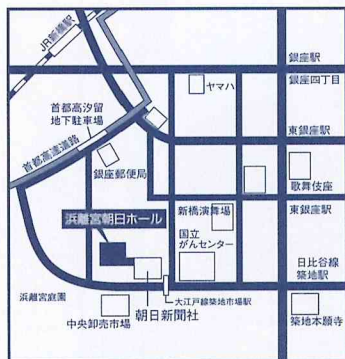 JR新橋駅
銀座駅
銀座四丁目
ヤマハ
首都高汐留
地下駐車場
首都高速道路
東銀座駅
銀座郵便局
歌舞伎座
浜離宮朝日ホール
新橋演舞場
東銀座駅
国立
がんセンター
日比谷線
築地駅
浜離宮庭園
大江戸線築地市場駅
中央卸売市場
朝日新聞社
築地本願寺